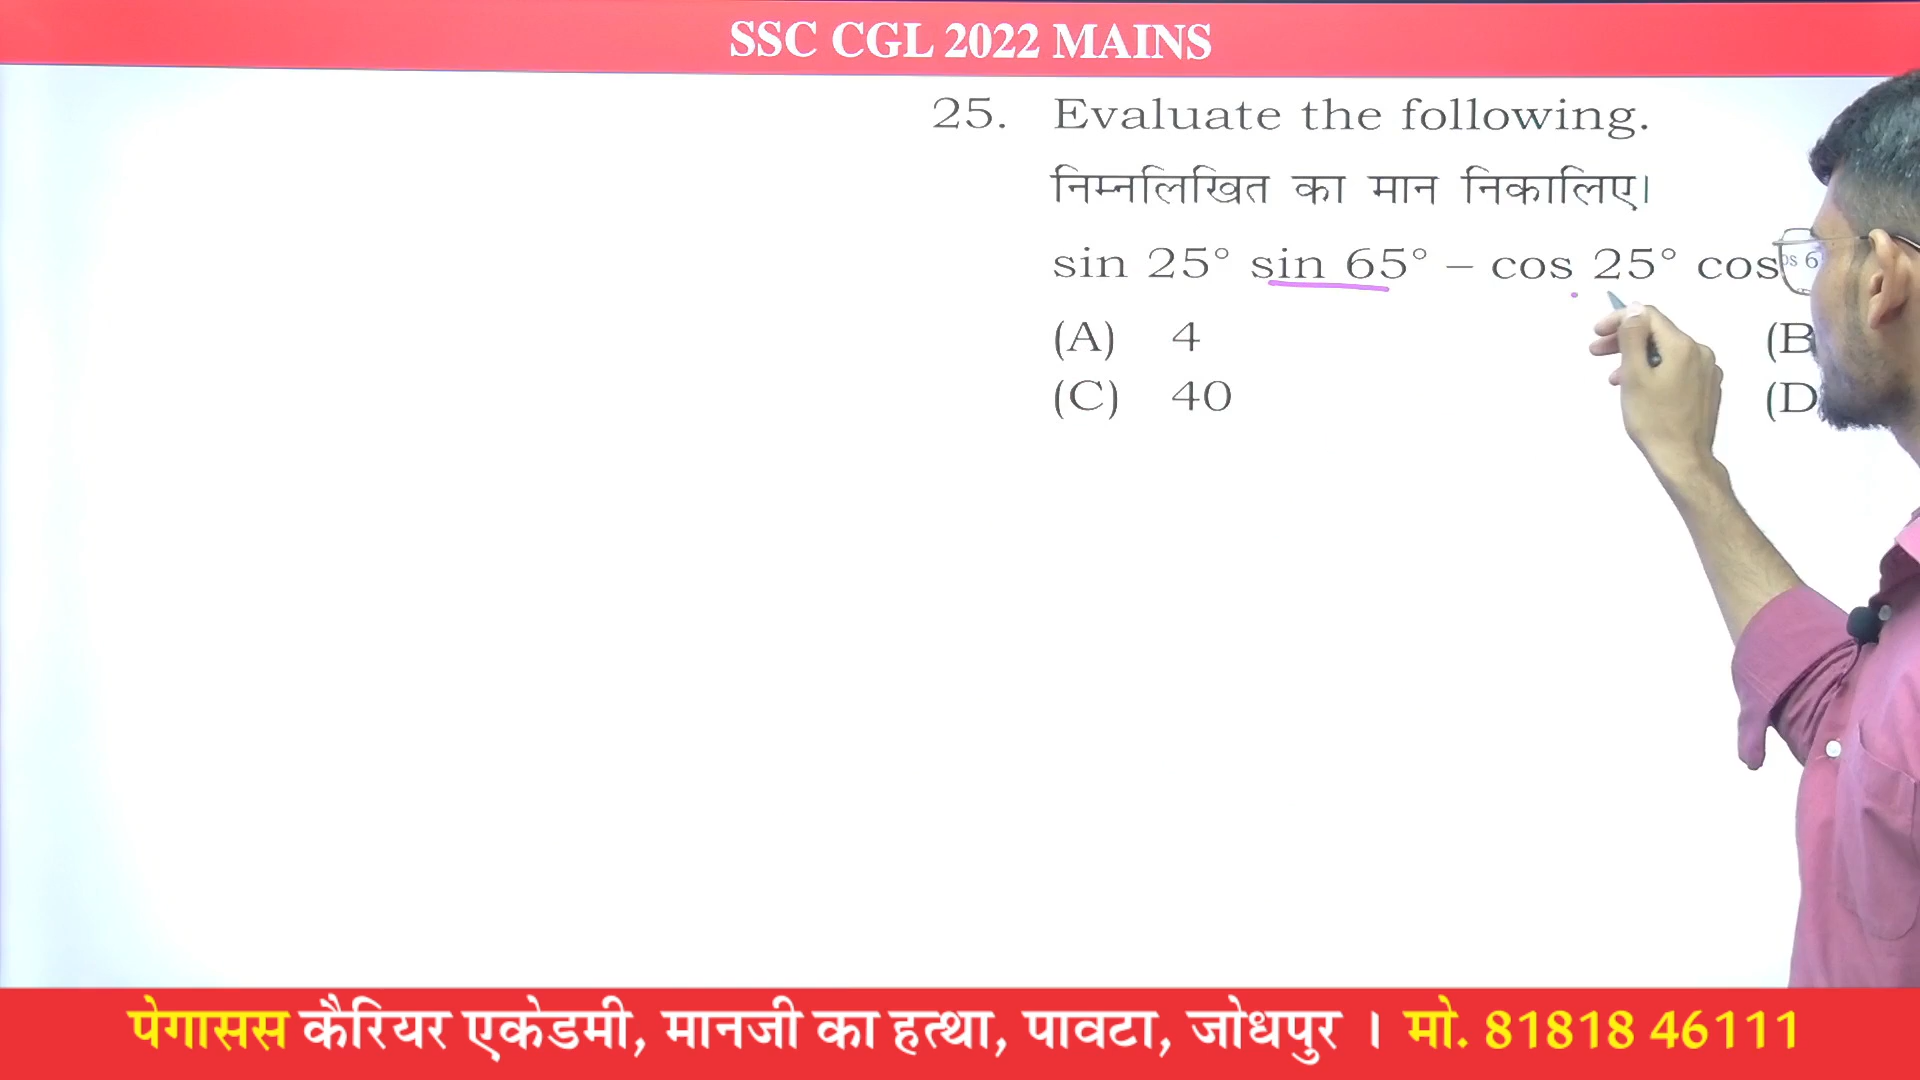 SSC CGL 2022 MAINS
25. Evaluate the following.
निम्नलिखित का मान निकालिए।
sin 25° sin 65° – cos 25° cos
(A) 4 (B
(C) 40 (D
पेगासस कैरियर एकेडमी, मानजी का हत्था, पावटा, जोधपुर । मो. 81818 46111